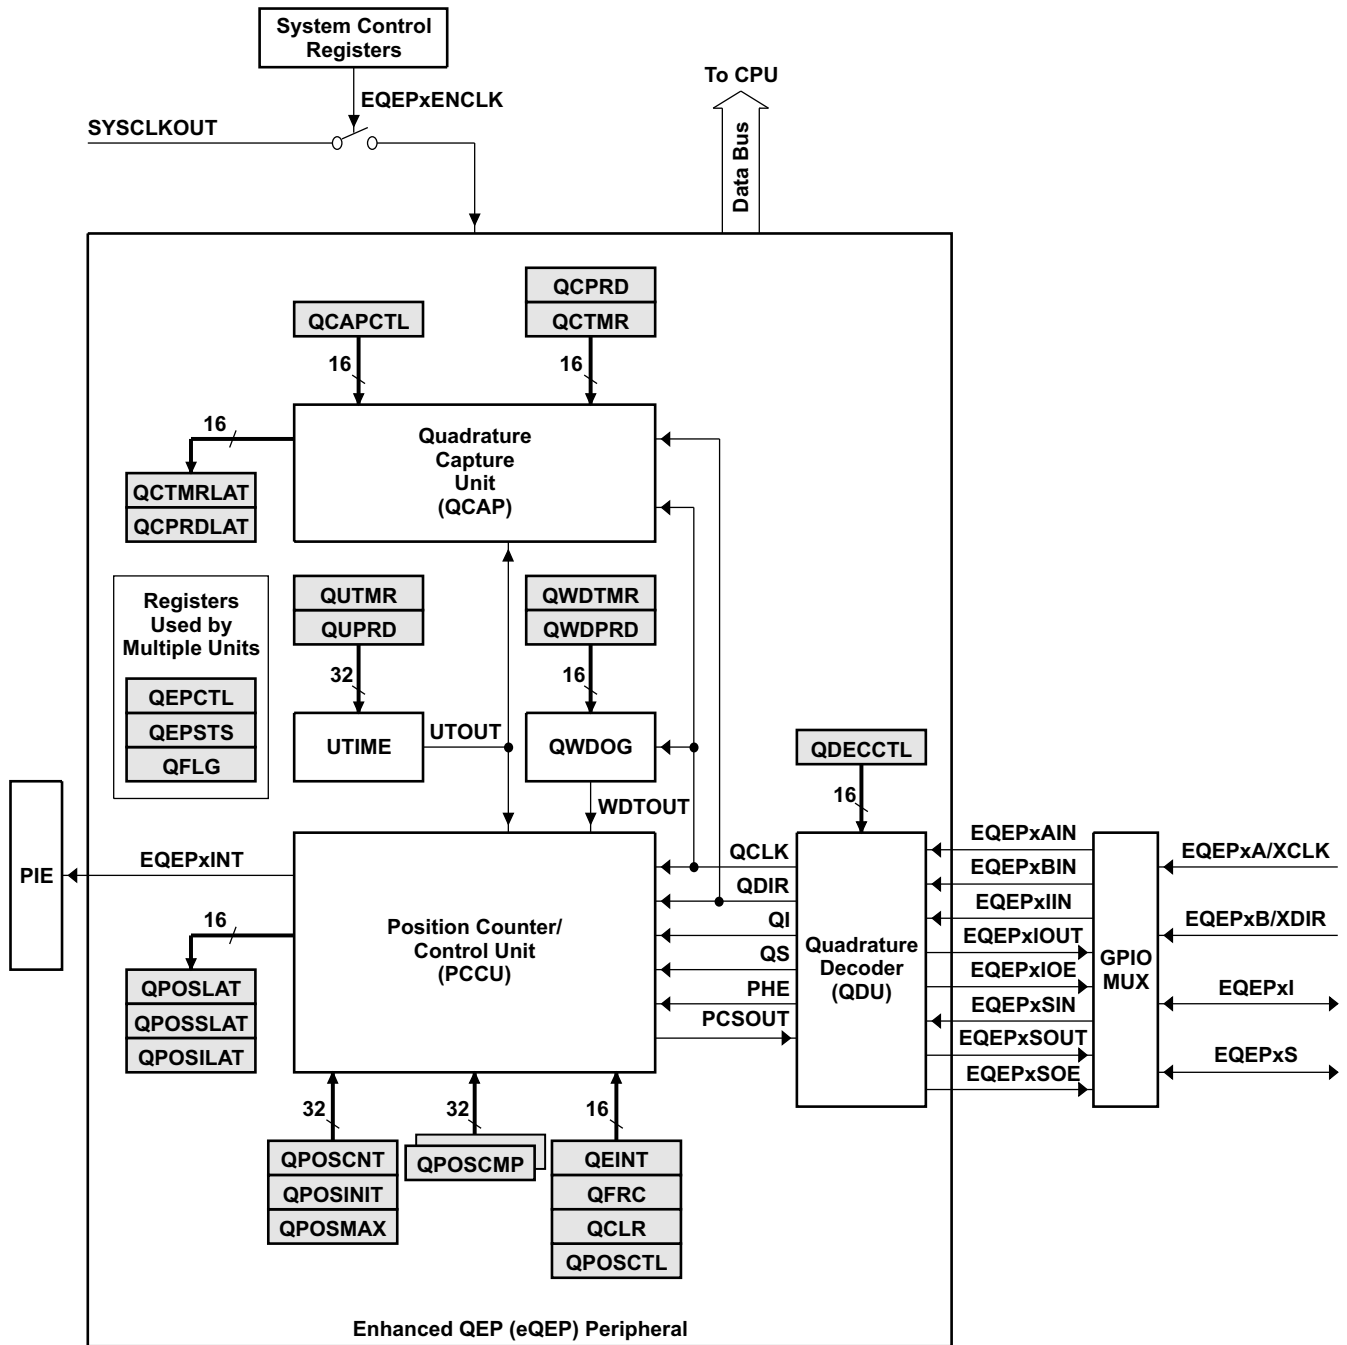 System Control
Registers
To CPU
EQEPxENCLK
SYSCLKOUT
Data Bus
QCPRD
QCAPCTL
QCTMR
16
16
16
Quadrature
Capture
Unit
(QCAP)
QCTMRLAT
QCPRDLAT
Registers
Used by
Multiple Units
QUTMR
QUPRD
QWDTMR
QWDPRD
32
16
QEPCTL
QEPSTS
QFLG
UTIME
UTOUT
QWDOG
QDECCTL
WDTOUT
16
PIE
EQEPxINT
16
Position Counter/
Control Unit
(PCCU)
QCLK
QDIR
QI
QS
PHE
PCSOUT
Quadrature
Decoder
(QDU)
EQEPxAIN
EQEPxBIN
EQEPxIIN
EQEPxIOUT
EQEPxIOE
EQEPxSIN
EQEPxSOUT
EQEPxSOE
GPIO
MUX
EQEPxA/XCLK
EQEPxB/XDIR
EQEPxI
EQEPxS
QPOSLAT
QPOSSLAT
QPOSILAT
32
32
16
QPOSCNT
QPOSINIT
QPOSMAX
QPOSCMP
QEINT
QFRC
QCLR
QPOSCTL
Enhanced QEP (eQEP) Peripheral